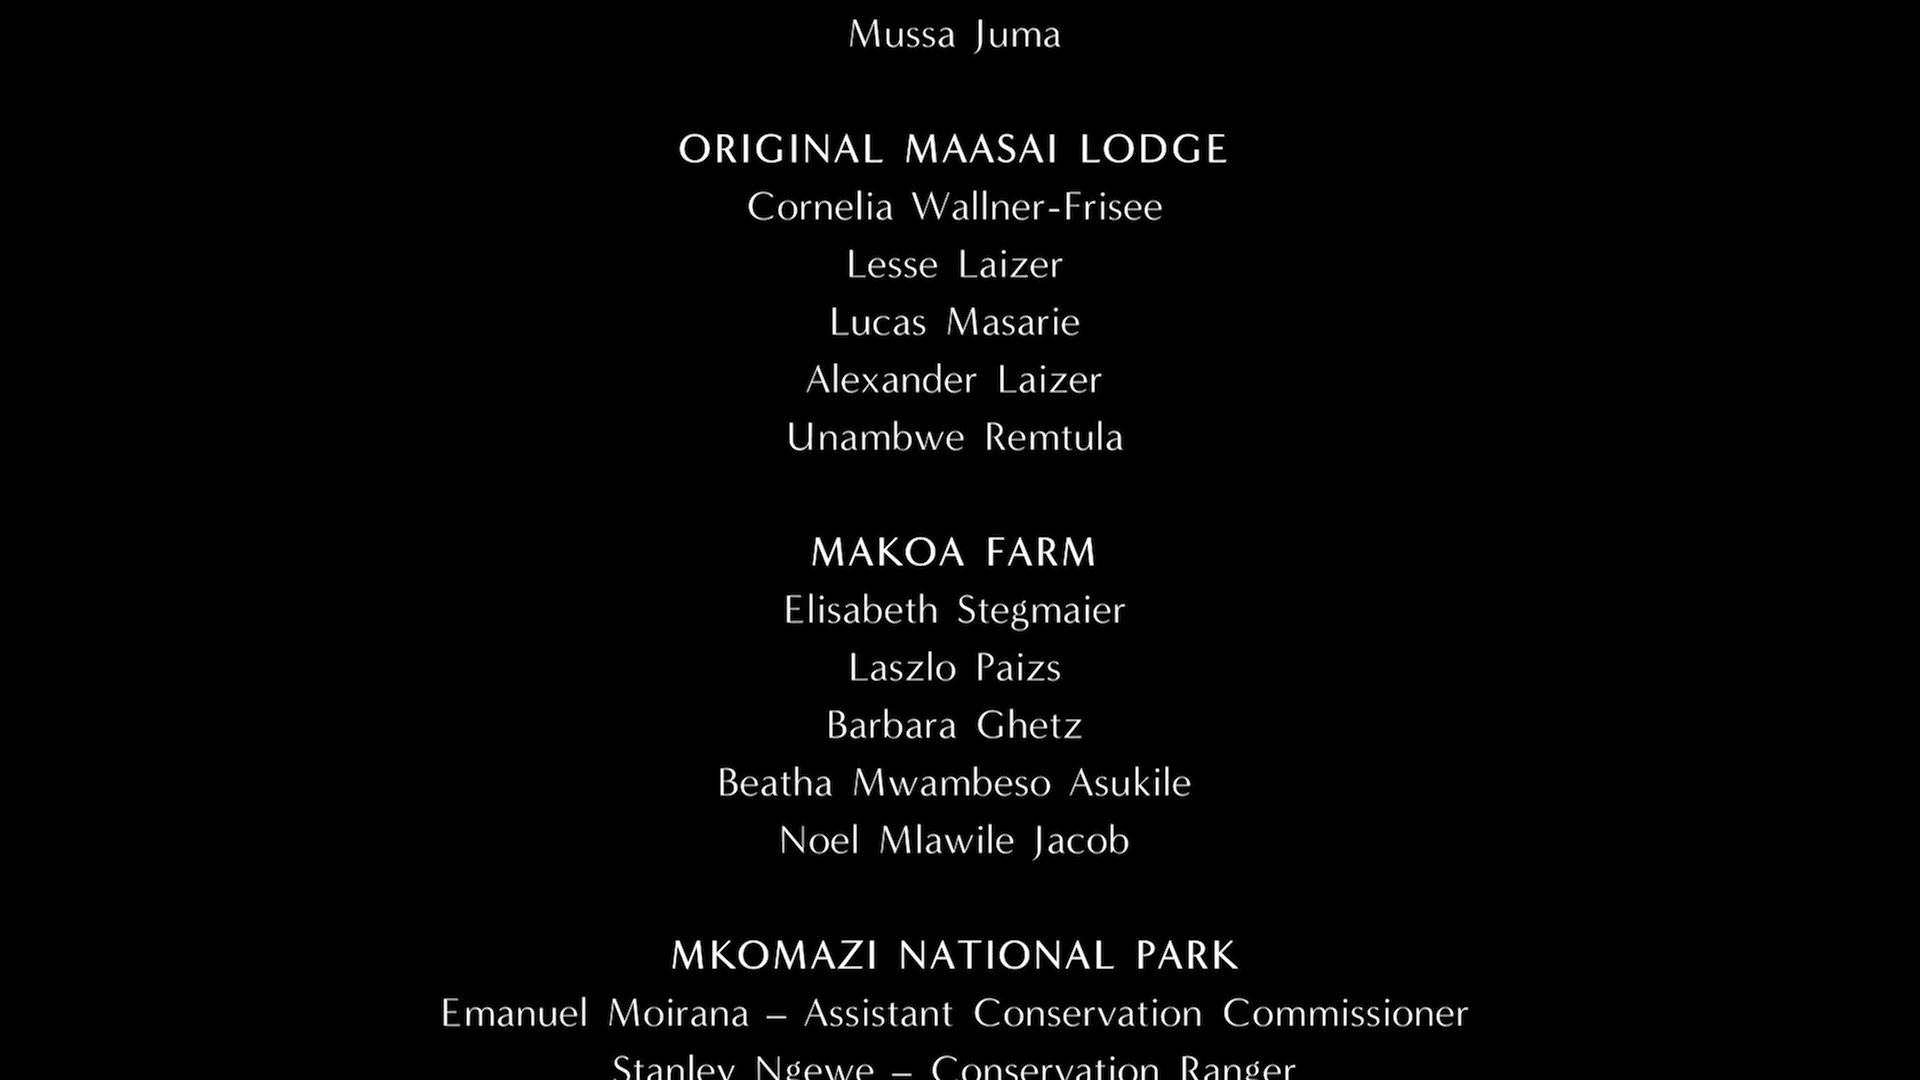 Mussa Juma
ORIGINAL MAASAI LODGE
Cornelia Wallner-Frisee
Lesse Laizer
Lucas Masarie
Alexander Laizer
Unambwe Remtula
MAKOA FARM
Elisabeth Stegmaier
Laszlo Paizs
Barbara Ghetz
Beatha Mwambeso Asukile
Noel Mlawile Jacob
MKOMAZI NATIONAL PARK
Emanuel Moirana – Assistant Conservation Commissioner
Stanley Ngewe – Conservation Ranger